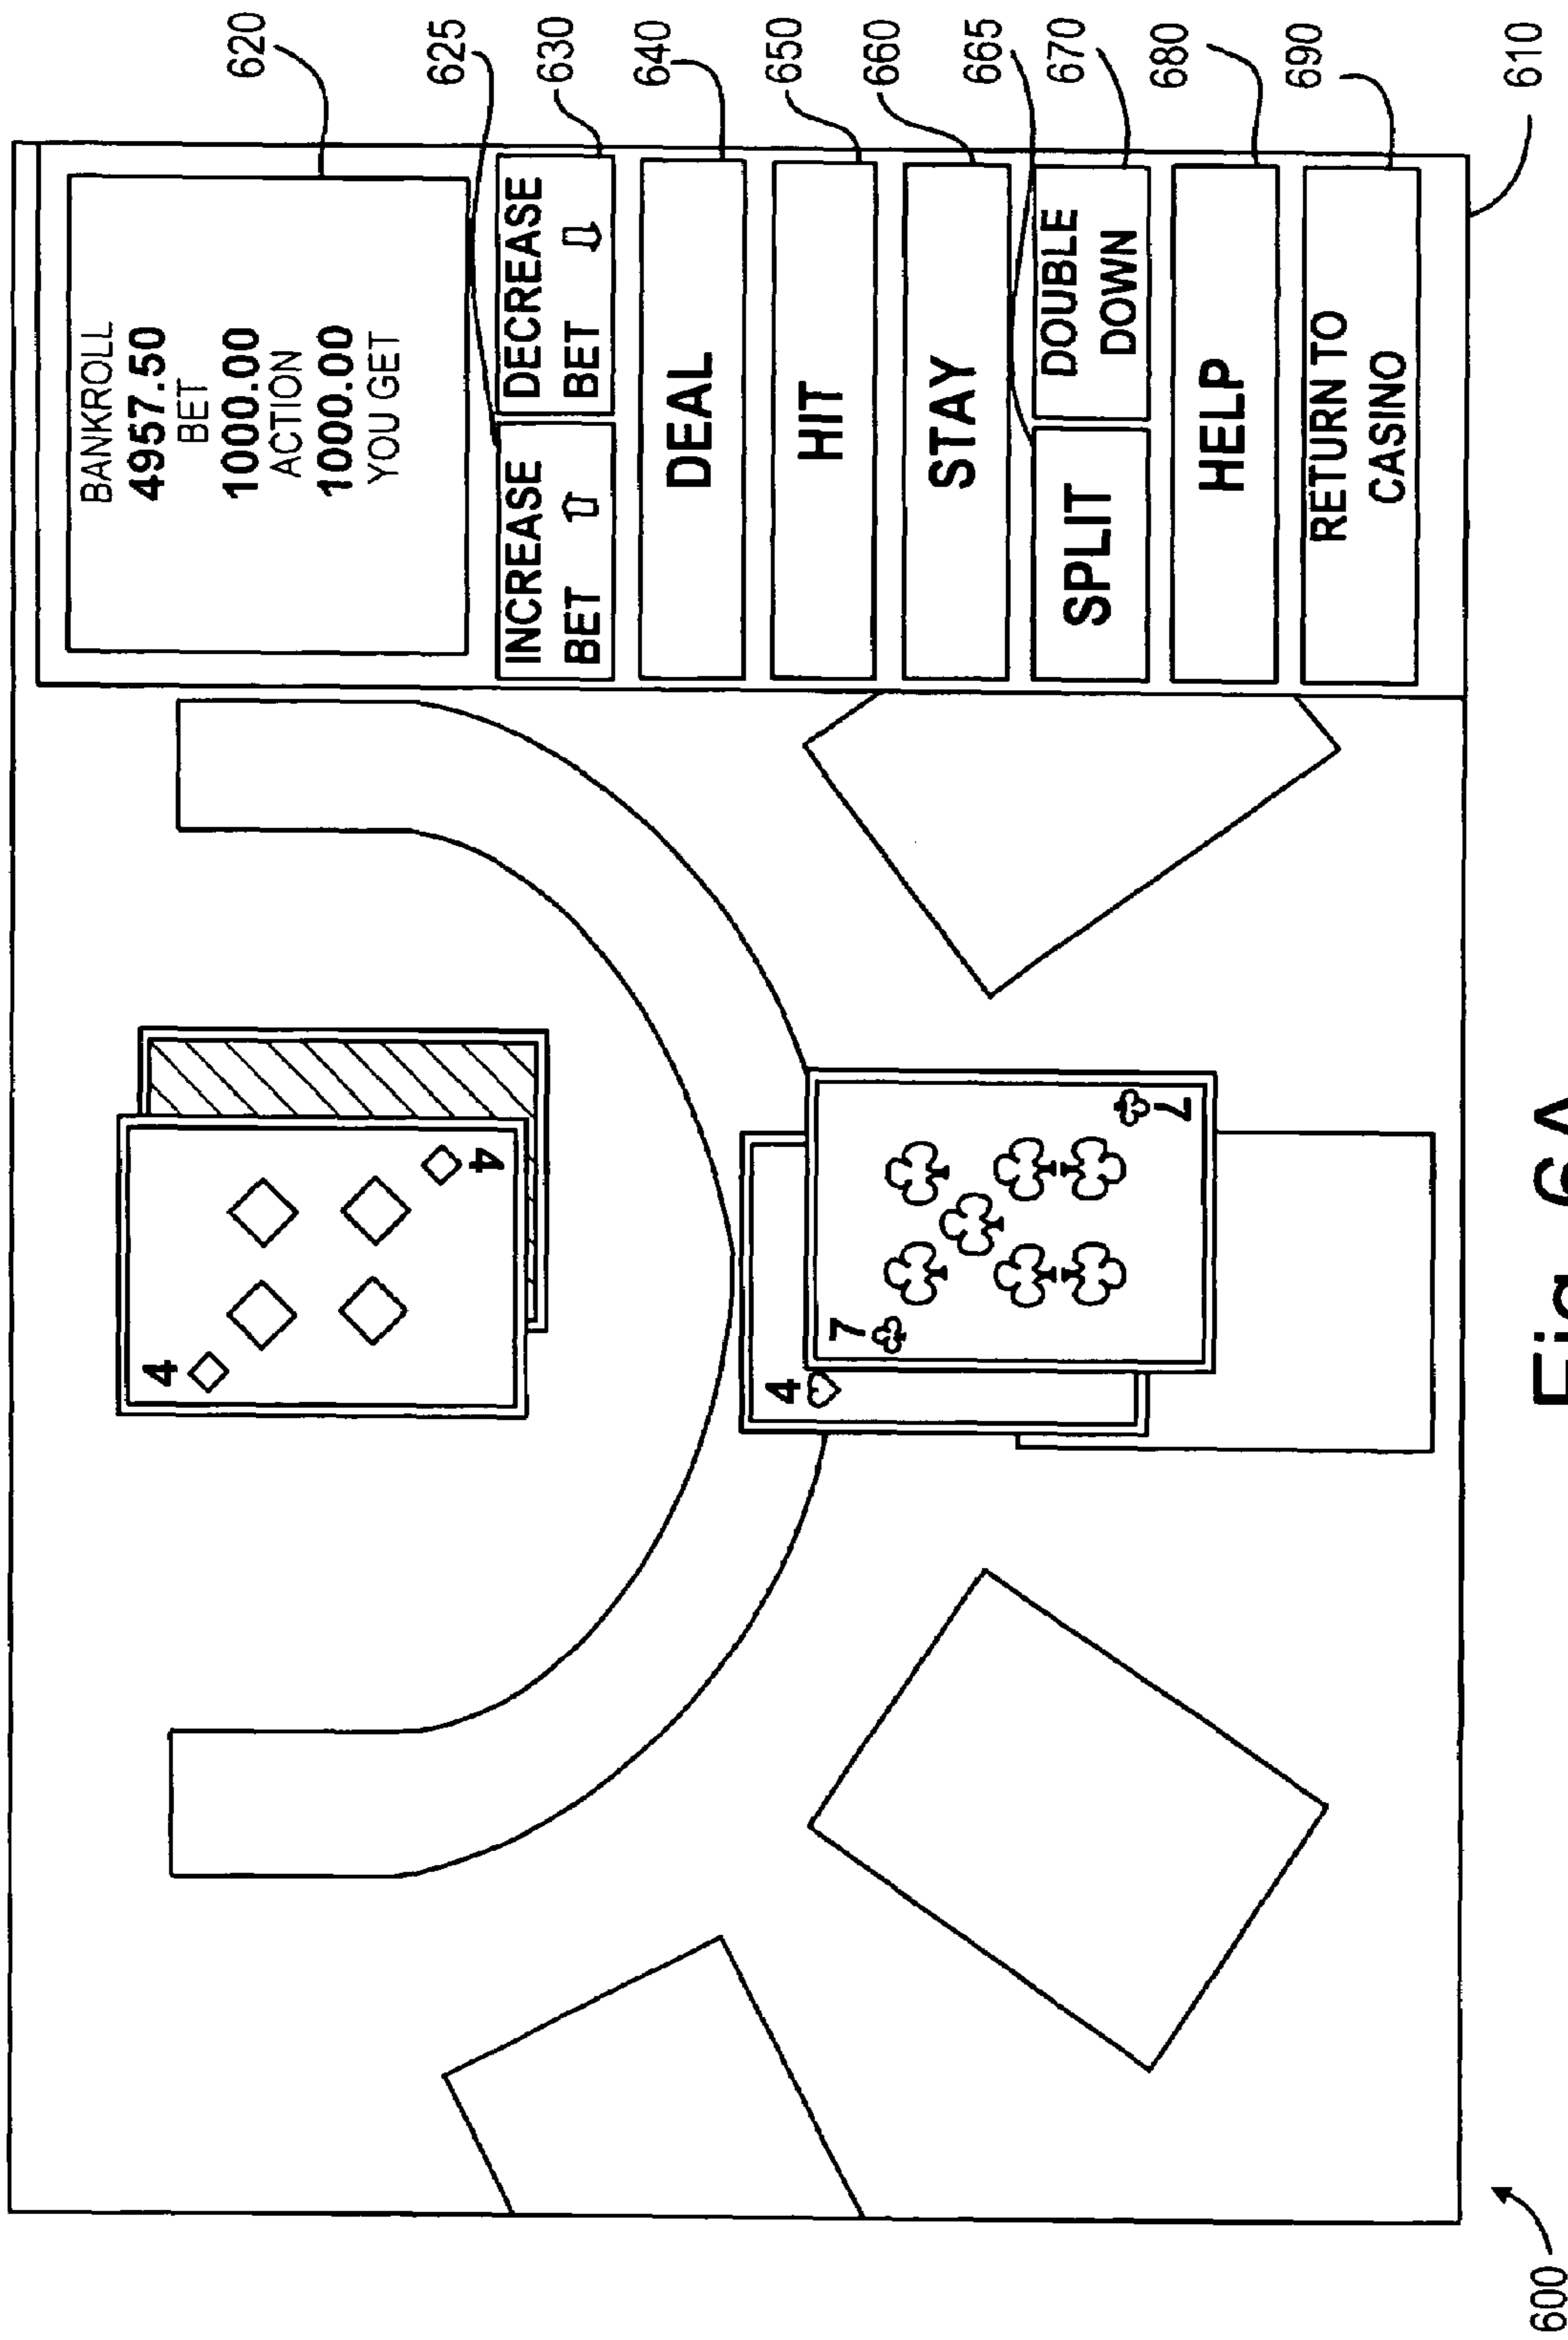 620
625
630
640
650
660
665
670
680
690
610
600
BANKROLL
4957.50
BET
1000.00
ACTION
1000.00
YOU GET
INCREASE
BET
DECREASE
BET
DEAL
HIT
STAY
SPLIT
DOUBLE
DOWN
HELP
RETURN TO
CASINO
4
4
4
7
7